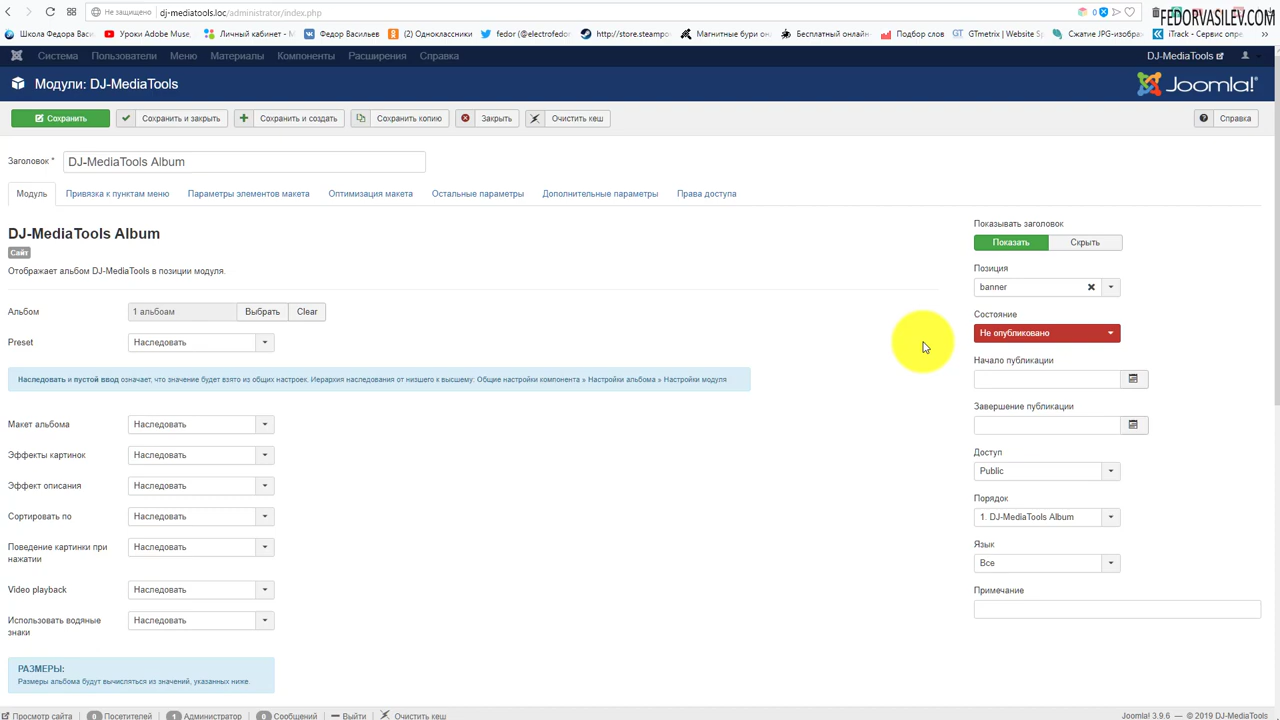 Не защищено dj-mediatools.loc/administrator/index.php
0
FEDORVASILEV.COM
Школа Федора Васи.. Уроки Adobe Muse, Личный кабинет - М. Федор Васильев (2) Одноклассники fedor (@electrofedor) http://store.steampo Магнитные бури он Бесплатный онлайн.. Подбор слов GTmetrix | Website S Сжатие JPG-изображ iTrack - Сервис опре..
Система Пользователи Меню Материалы Компоненты Расширения Справка DJ-MediaTools
Модули: DJ-MediaTools Joomla!
Сохранить Сохранить и закрыть Сохранить и создать Сохранить копию Закрыть Очистить кеш Справка
Заголовок * DJ-MediaTools Album
Модуль Привязка к пунктам меню Параметры элементов макета Оптимизация макета Остальные параметры Дополнительные параметры Права доступа
DJ-MediaTools Album
Сайт
Отображает альбом DJ-MediaTools в позиции модуля.
Альбом 1 альбоам Выбрать Clear
Preset Наследовать
Наследовать и пустой ввод означает, что значение будет взято из общих настроек. Иерархия наследования от низшего к высшему: Общие настройки компонента » Настройки альбома » Настройки модуля
Макет альбома Наследовать
Эффекты картинок Наследовать
Эффект описания Наследовать
Сортировать по Наследовать
Поведение картинки при нажатии Наследовать
Video playback Наследовать
Использовать водяные знаки Наследовать
РАЗМЕРЫ:
Размеры альбома будут вычисляться из значений, указанных ниже.
Показывать заголовок
Показать Скрыть
Позиция
banner
Состояние
Не опубликовано
Начало публикации
Завершение публикации
Доступ
Public
Порядок
1. DJ-MediaTools Album
Язык
Все
Примечание
Просмотр сайта 0 Посетителей 1 Администратор 0 Сообщений Выйти Очистить кеш Joomla! 3.9.6 — © 2019 DJ-MediaTools